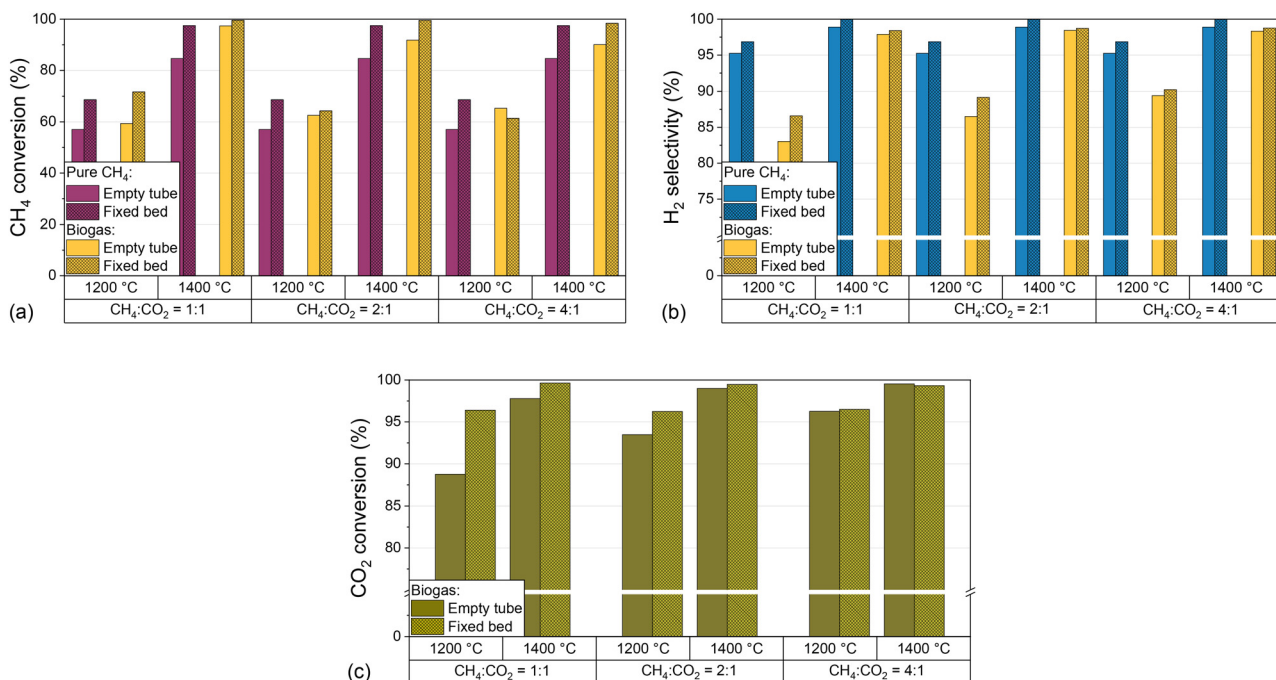 CH₄ conversion (%)
100
80
60
40
20
0
Pure CH₄:
Empty tube
Fixed bed
Biogas:
Empty tube
Fixed bed
1200 °C 1400 °C 1200 °C 1400 °C 1200 °C 1400 °C
CH₄:CO₂ = 1:1 CH₄:CO₂ = 2:1 CH₄:CO₂ = 4:1
(a)
H₂ selectivity (%)
100
95
90
85
80
75
0
Pure CH₄:
Empty tube
Fixed bed
Biogas:
Empty tube
Fixed bed
1200 °C 1400 °C 1200 °C 1400 °C 1200 °C 1400 °C
CH₄:CO₂ = 1:1 CH₄:CO₂ = 2:1 CH₄:CO₂ = 4:1
(b)
CO₂ conversion (%)
100
95
90
85
80
0
Biogas:
Empty tube
Fixed bed
1200 °C 1400 °C 1200 °C 1400 °C 1200 °C 1400 °C
CH₄:CO₂ = 1:1 CH₄:CO₂ = 2:1 CH₄:CO₂ = 4:1
(c)